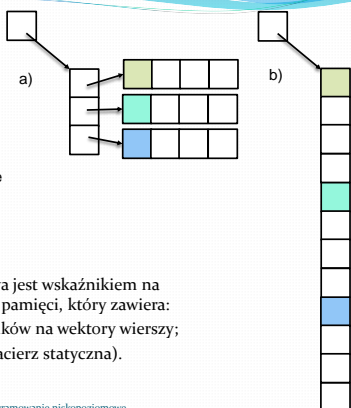 a)
b)
e
a jest wskaźnikiem na
pamięci, który zawiera:
ków na wektory wierszy;
acierz statyczna).